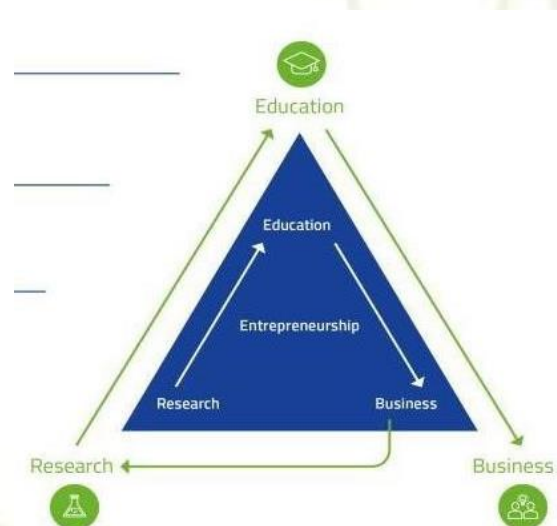 Education
Education
Entrepreneurship
Research
Business
Research
Business